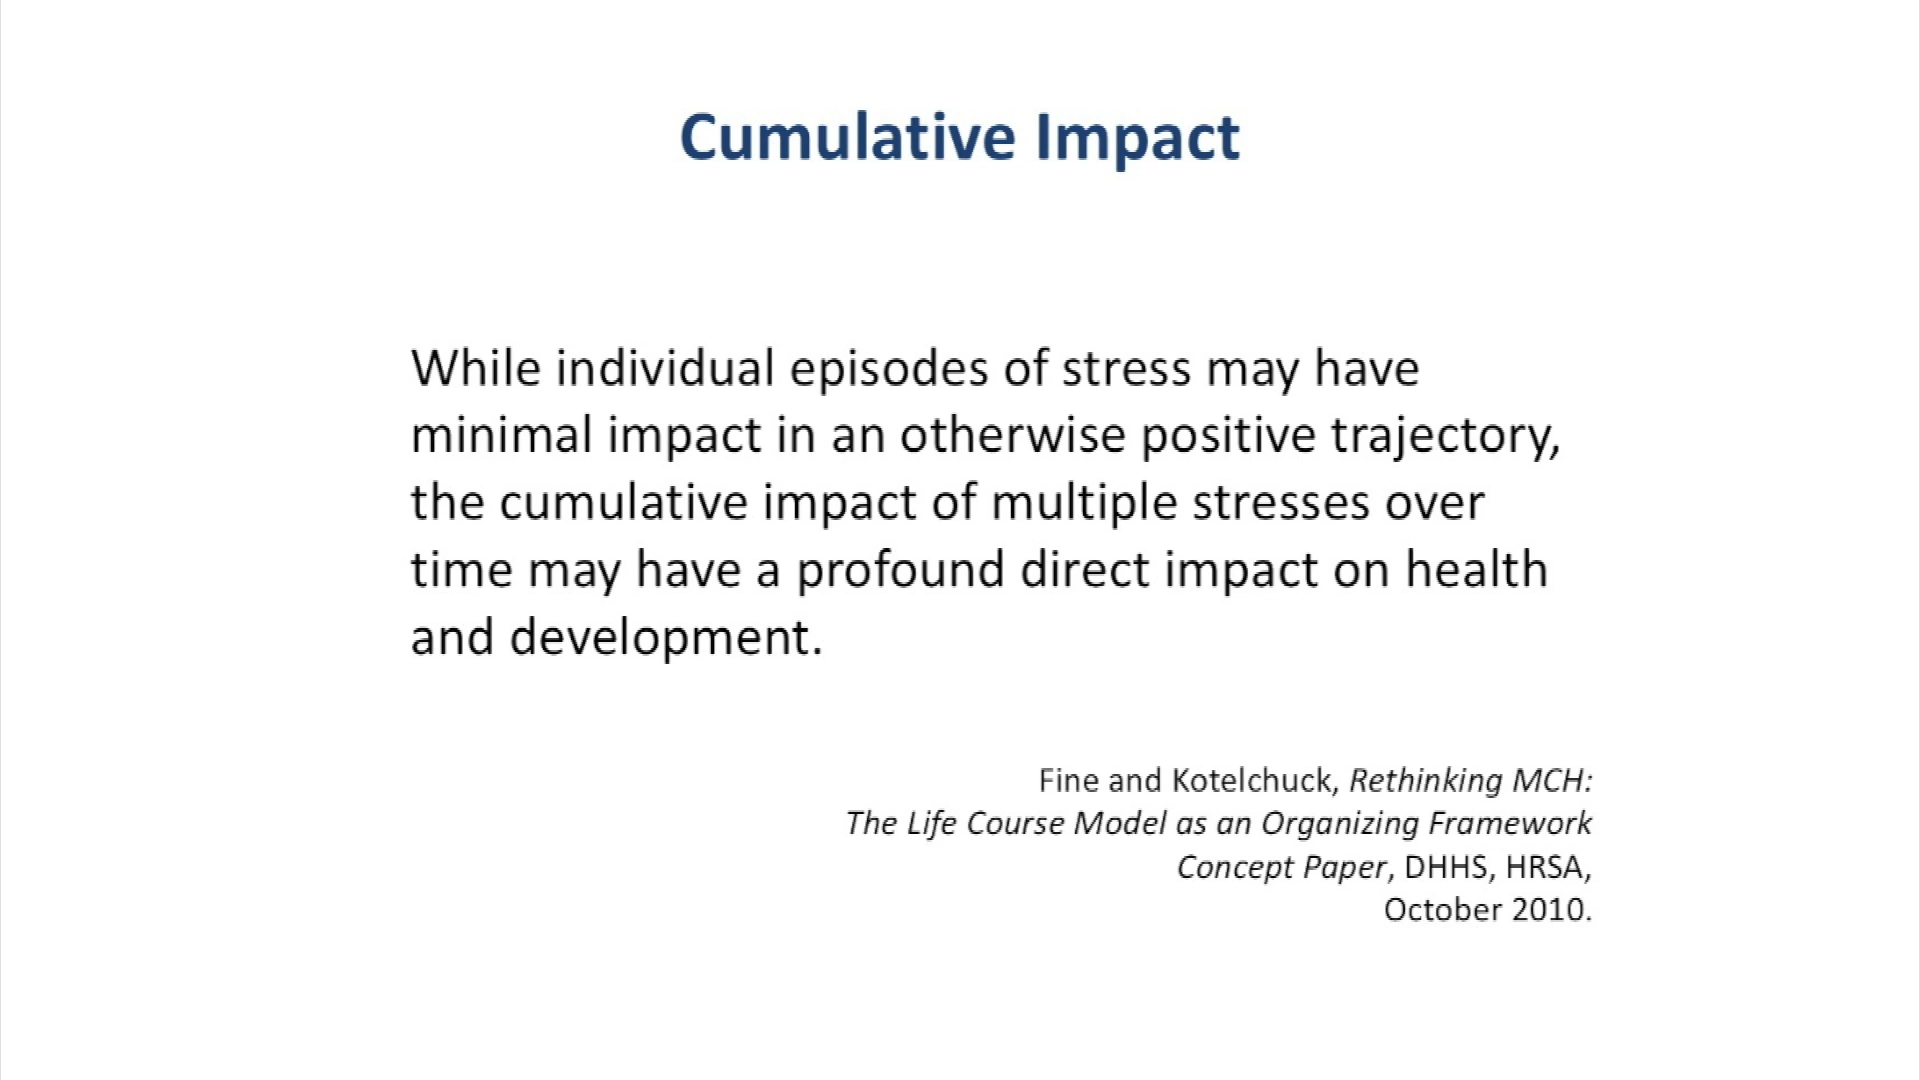 Cumulative Impact
While individual episodes of stress may have
minimal impact in an otherwise positive trajectory,
the cumulative impact of multiple stresses over
time may have a profound direct impact on health
and development.
Fine and Kotelchuck, Rethinking MCH:
The Life Course Model as an Organizing Framework
Concept Paper, DHHS, HRSA,
October 2010.